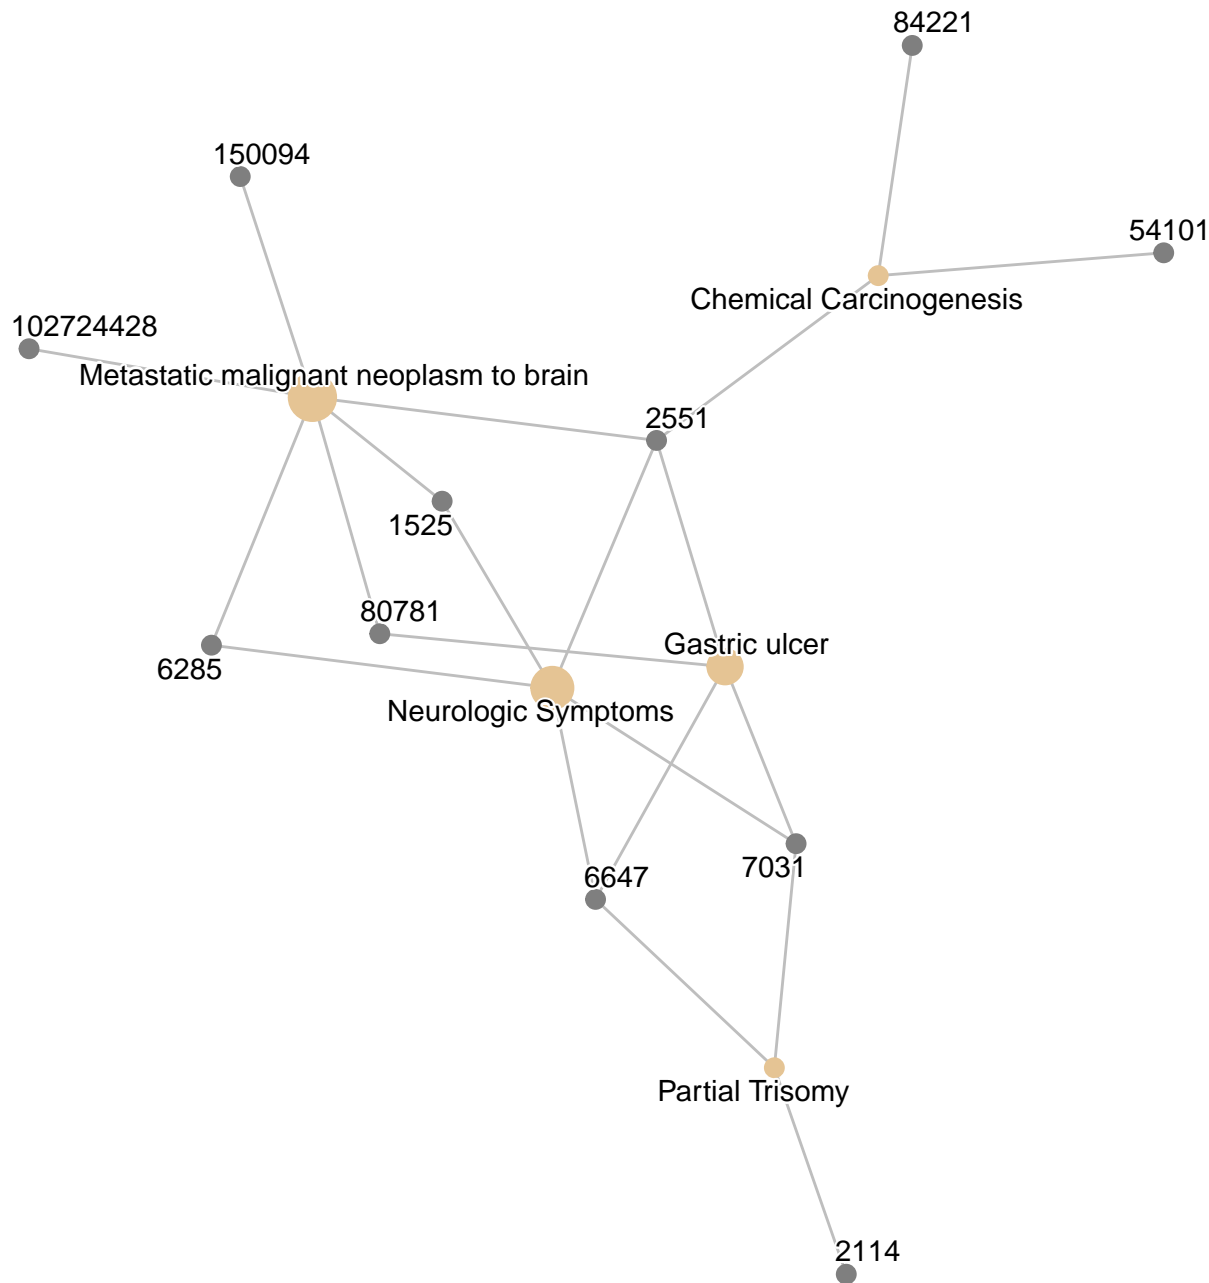 84221
150094
54101
Chemical Carcinogenesis
102724428
Metastatic malignant neoplasm to brain
2551
1525
80781
Gastric ulcer
6285
Neurologic Symptoms
7031
6647
Partial Trisomy
2114